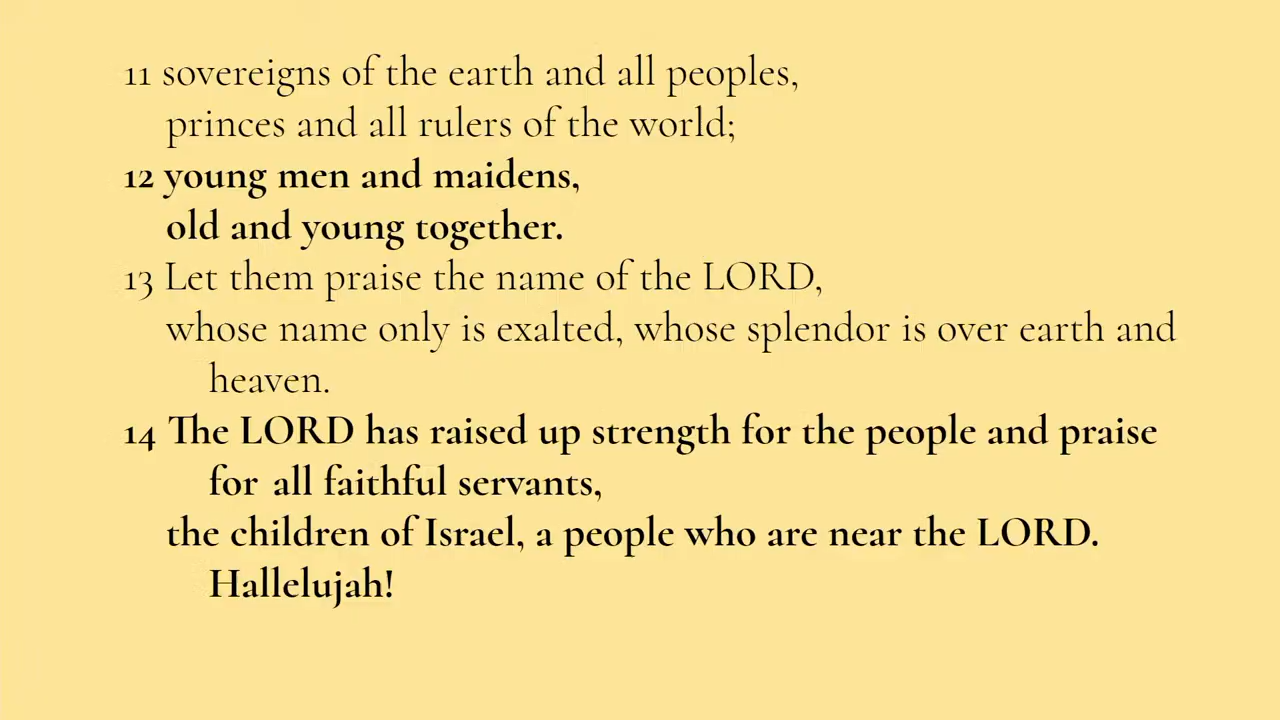 11 sovereigns of the earth and all peoples,
princes and all rulers of the world;
12 young men and maidens,
old and young together.
13 Let them praise the name of the LORD,
whose name only is exalted, whose splendor is over earth and
heaven.
14 The LORD has raised up strength for the people and praise
for all faithful servants,
the children of Israel, a people who are near the LORD.
Hallelujah!